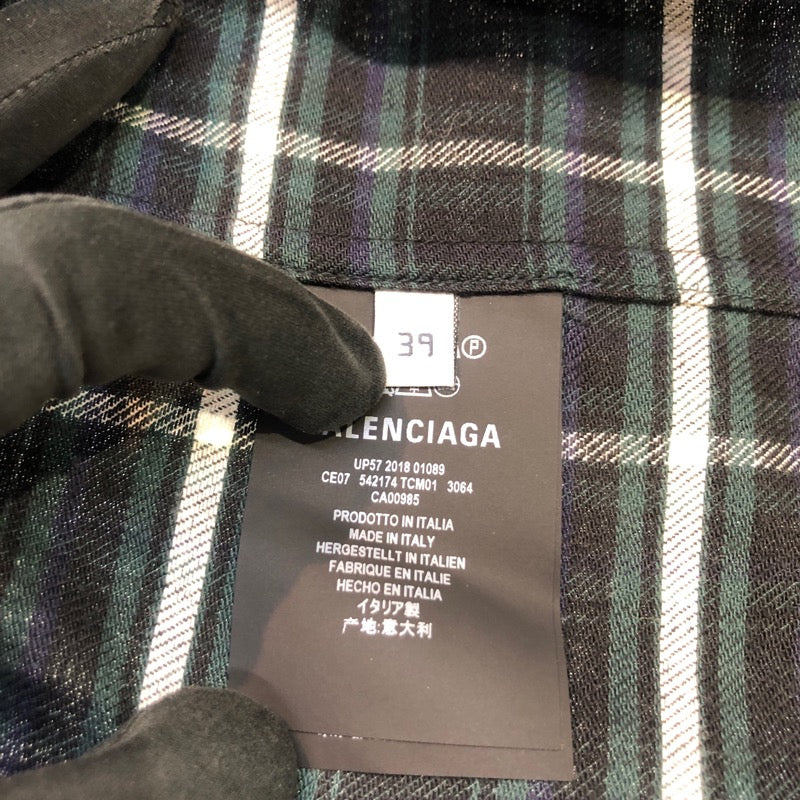 39
P
ALENCIAGA
UP57 2018 01089
CE07 542174 TCM01 3064
CA00985
PRODOTTO IN ITALIA
MADE IN ITALY
HERGESTELLT IN ITALIEN
FABRIQUE EN ITALIE
HECHO EN ITALIA
イタリア製
产地:意大利